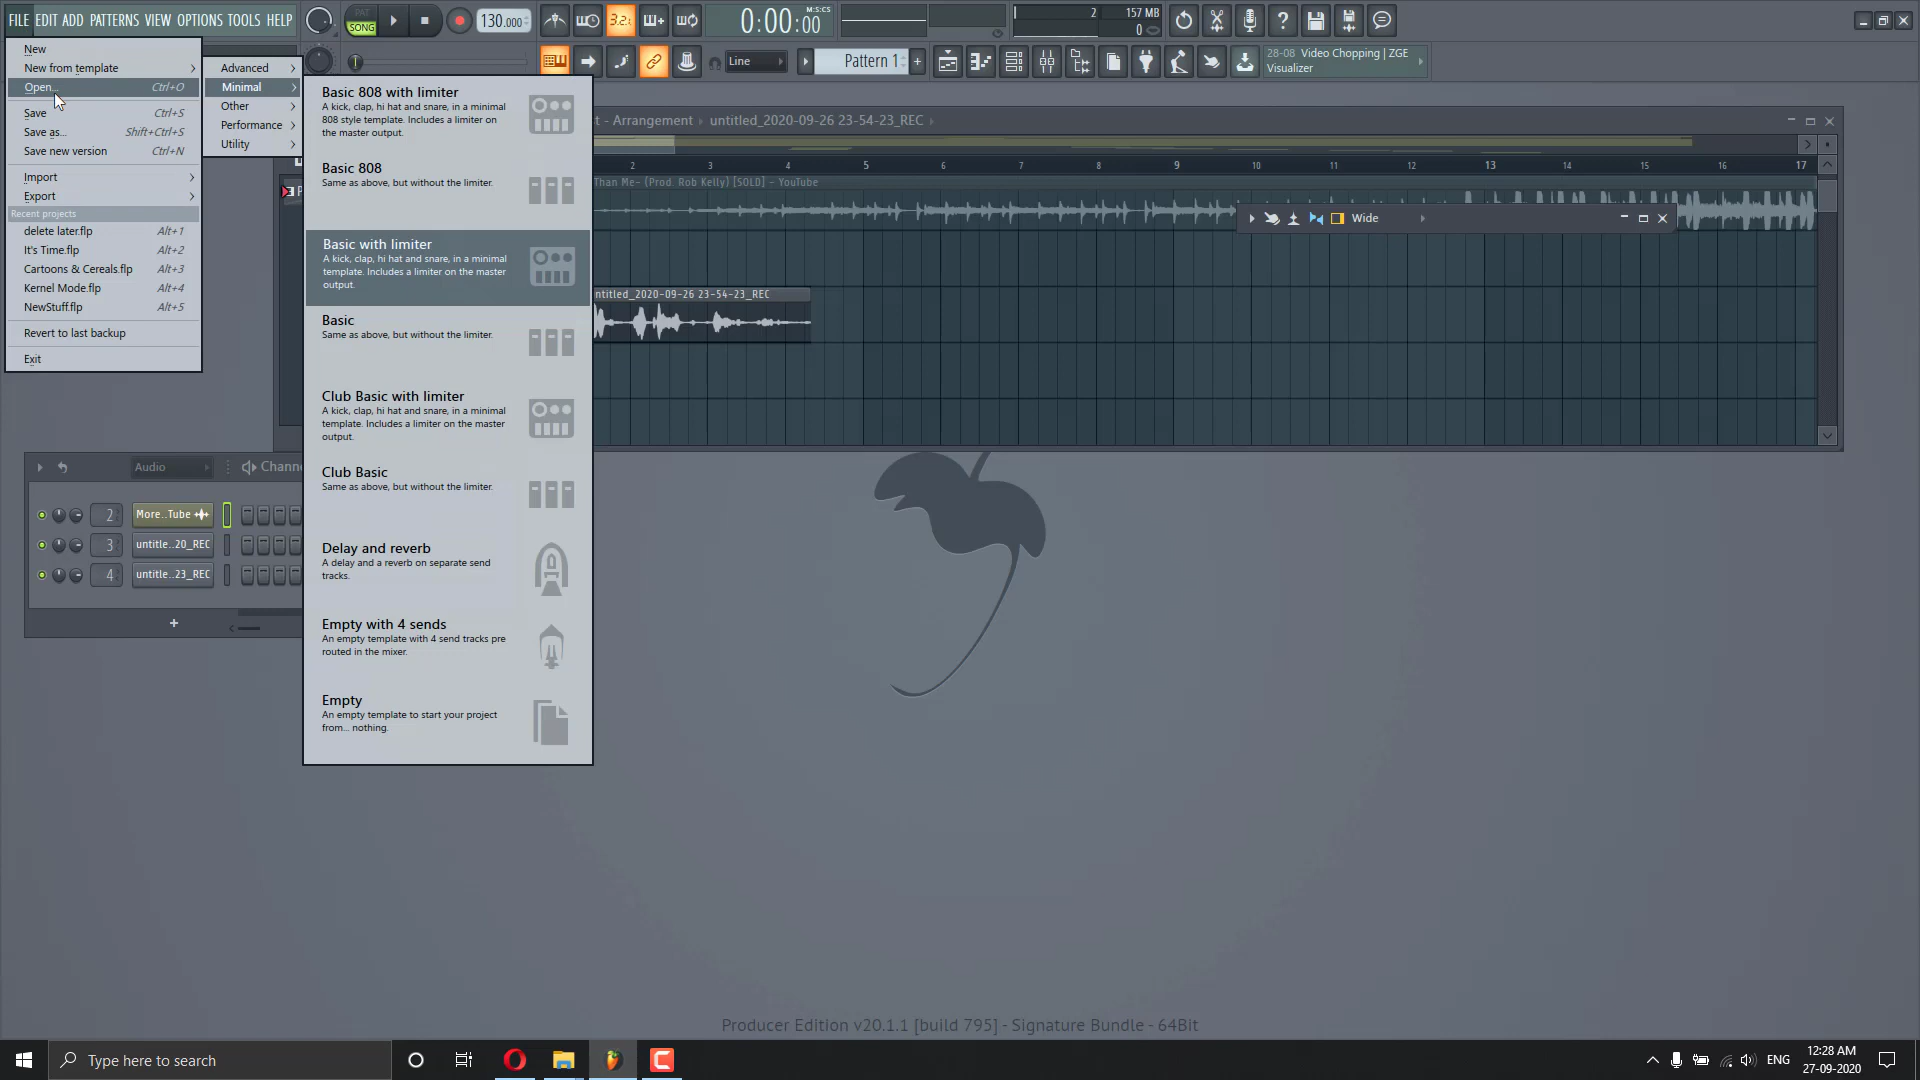 FILE EDIT ADD PATTERNS VIEW OPTIONS TOOLS HELP
PAT
SONG
130.000
3.2.
0:00:00
M:S:CS
2
157 MB
0
Line
Pattern 1
+
28-08 Video Chopping | ZGE
Visualizer
New
New from template
Open... Ctrl+O
Save Ctrl+S
Save as... Shift+Ctrl+S
Save new version Ctrl+N
Import
Export
Recent projects
delete later.flp Alt+1
It's Time.flp Alt+2
Cartoons & Cereals.flp Alt+3
Kernel Mode.flp Alt+4
NewStuff.flp Alt+5
Revert to last backup
Exit
Advanced
Minimal
Other
Performance
Utility
Basic 808 with limiter
A kick, clap, hi hat and snare, in a minimal
808 style template. Includes a limiter on
the master output.
Basic 808
Same as above, but without the limiter.
Basic with limiter
A kick, clap, hi hat and snare, in a minimal
template. Includes a limiter on the master
output.
Basic
Same as above, but without the limiter.
Club Basic with limiter
A kick, clap, hi hat and snare, in a minimal
template. Includes a limiter on the master
output.
Club Basic
Same as above, but without the limiter.
Delay and reverb
A delay and a reverb on separate send
tracks.
Empty with 4 sends
An empty template with 4 send tracks pre
routed in the mixer.
Empty
An empty template to start your project
from... nothing.
t - Arrangement › untitled_2020-09-26 23-54-23_REC
2 3 4 5 6 7 8 9 10 11 12 13 14 15 16 17
Than Me- (Prod. Rob Kelly) [SOLD] - YouTube
Wide
ntitled_2020-09-26 23-54-23_REC
Audio
Chann
2 More..Tube
3 untitle..20_REC
4 untitle..23_REC
+
Producer Edition v20.1.1 [build 795] - Signature Bundle - 64Bit
Type here to search
ENG
12:28 AM
27-09-2020